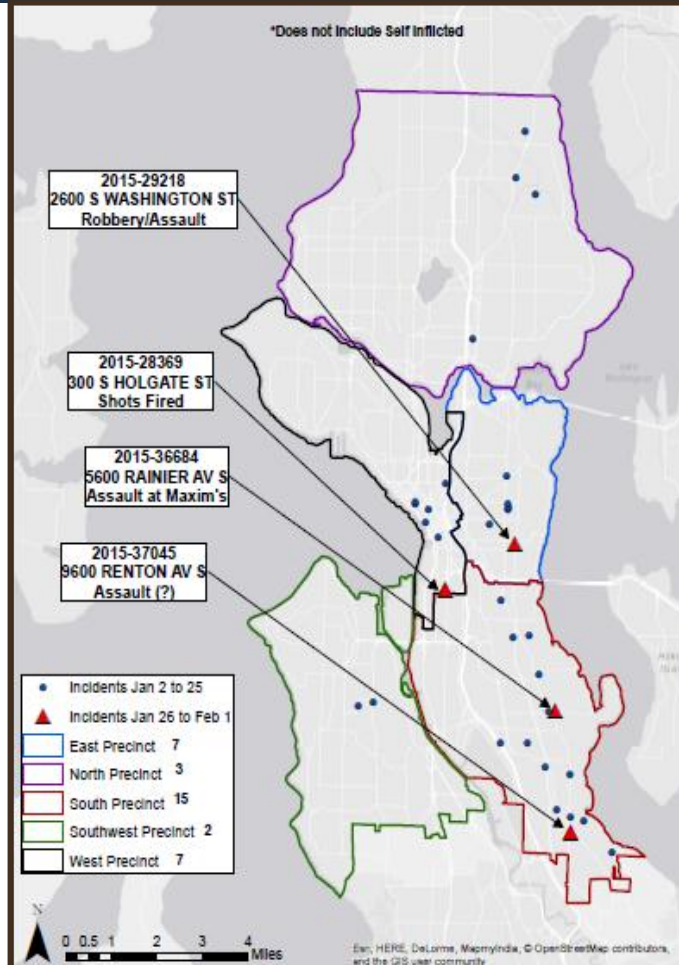 *Does not Include Self Inflicted
2015-29218
2600 S WASHINGTON ST
Robbery/Assault
2015-28369
300 S HOLGATE ST
Shots Fired
2015-36684
5600 RAINIER AV S
Assault at Maxim's
2015-37045
9600 RENTON AV S
Assault (?)
Incidents Jan 2 to 25
Incidents Jan 26 to Feb 1
East Precinct 7
North Precinct 3
South Precinct 15
Southwest Precinct 2
West Precinct 7
N
0 0.5 1 2 3 4
Miles
Esri, HERE, DeLorme, MapmyIndia, © OpenStreetMap contributors,
and the GIS user community